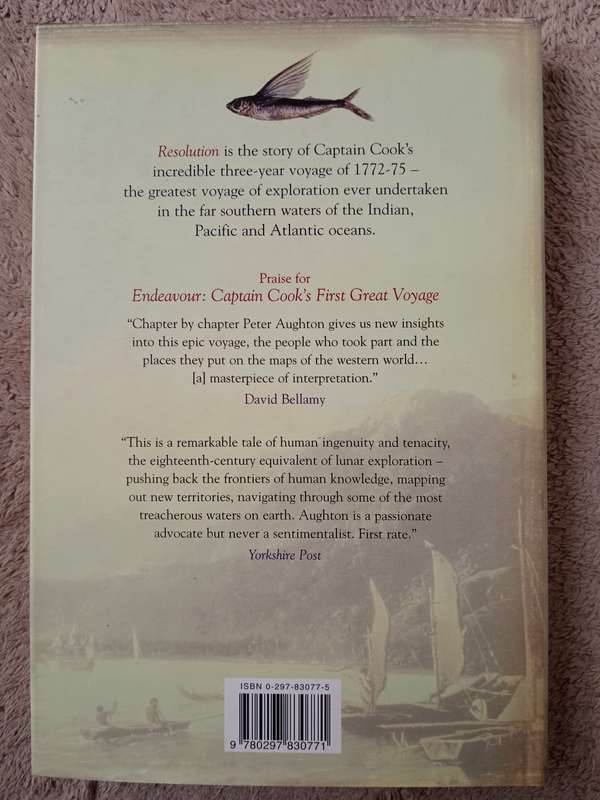 Resolution is the story of Captain Cook's
incredible three-year voyage of 1772-75 –
the greatest voyage of exploration ever undertaken
in the far southern waters of the Indian,
Pacific and Atlantic oceans.
Praise for
Endeavour: Captain Cook's First Great Voyage
“Chapter by chapter Peter Aughton gives us new insights
into this epic voyage, the people who took part and the
places they put on the maps of the western world…
[a] masterpiece of interpretation.”
David Bellamy
“This is a remarkable tale of human ingenuity and tenacity,
the eighteenth-century equivalent of lunar exploration –
pushing back the frontiers of human knowledge, mapping
out new territories, navigating through some of the most
treacherous waters on earth. Aughton is a passionate
advocate but never a sentimentalist. First rate.”
Yorkshire Post
ISBN 0-297-83077-5
9 780297 830771